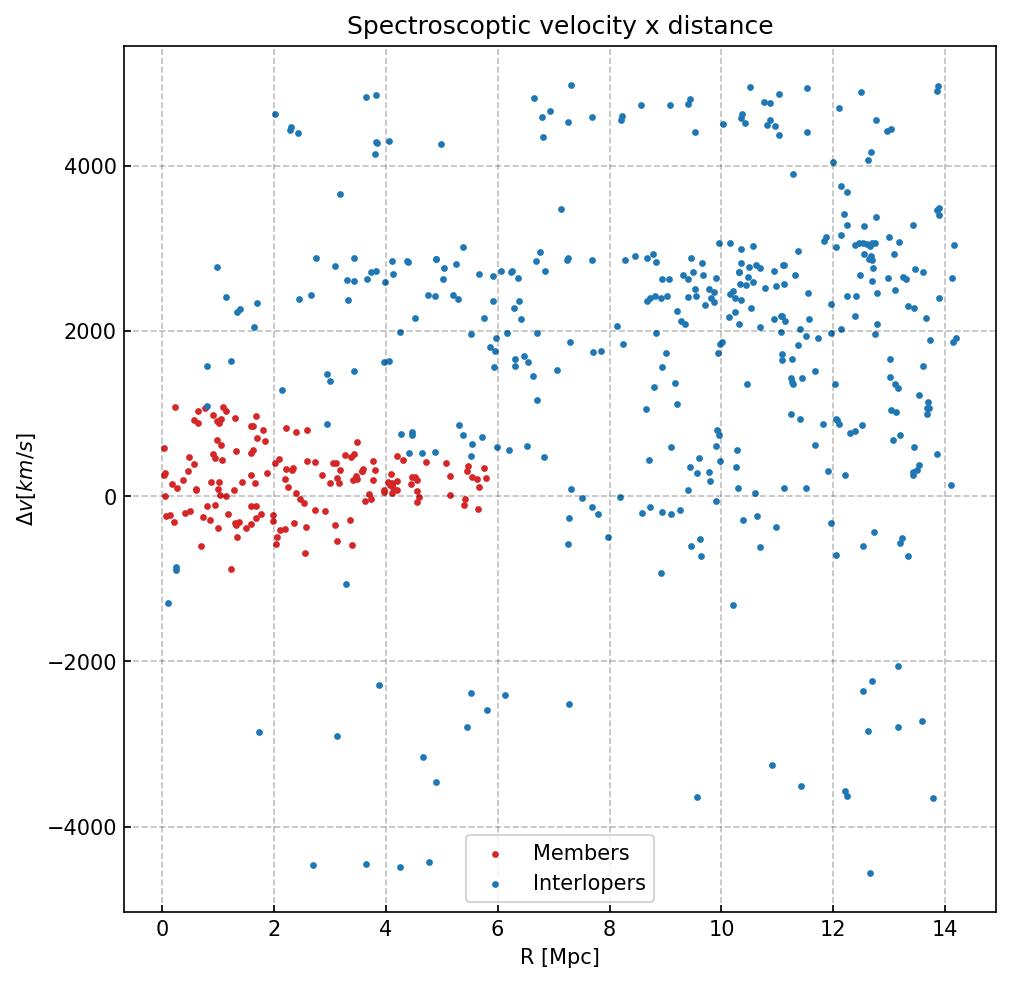 Spectroscoptic velocity x distance
4000
2000
0
−2000
−4000
Δv[km/s]
0 2 4 6 8 10 12 14
R [Mpc]
Members
Interlopers